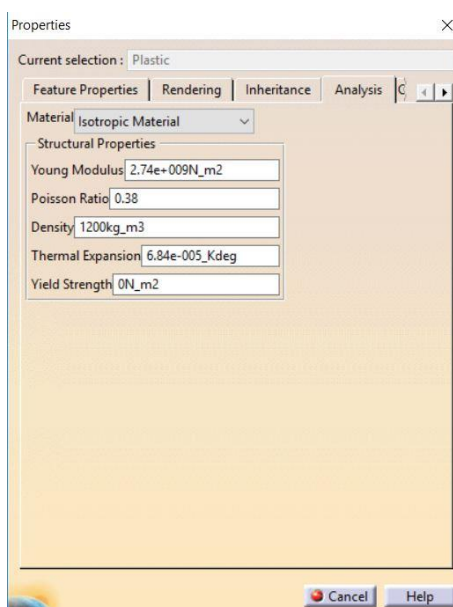 Properties
Current selection : Plastic
Feature Properties Rendering Inheritance Analysis
Material Isotropic Material
Structural Properties
Young Modulus 2.74e+009N_m2
Poisson Ratio 0.38
Density 1200kg_m3
Thermal Expansion 6.84e-005_Kdeg
Yield Strength 0N_m2
Cancel Help